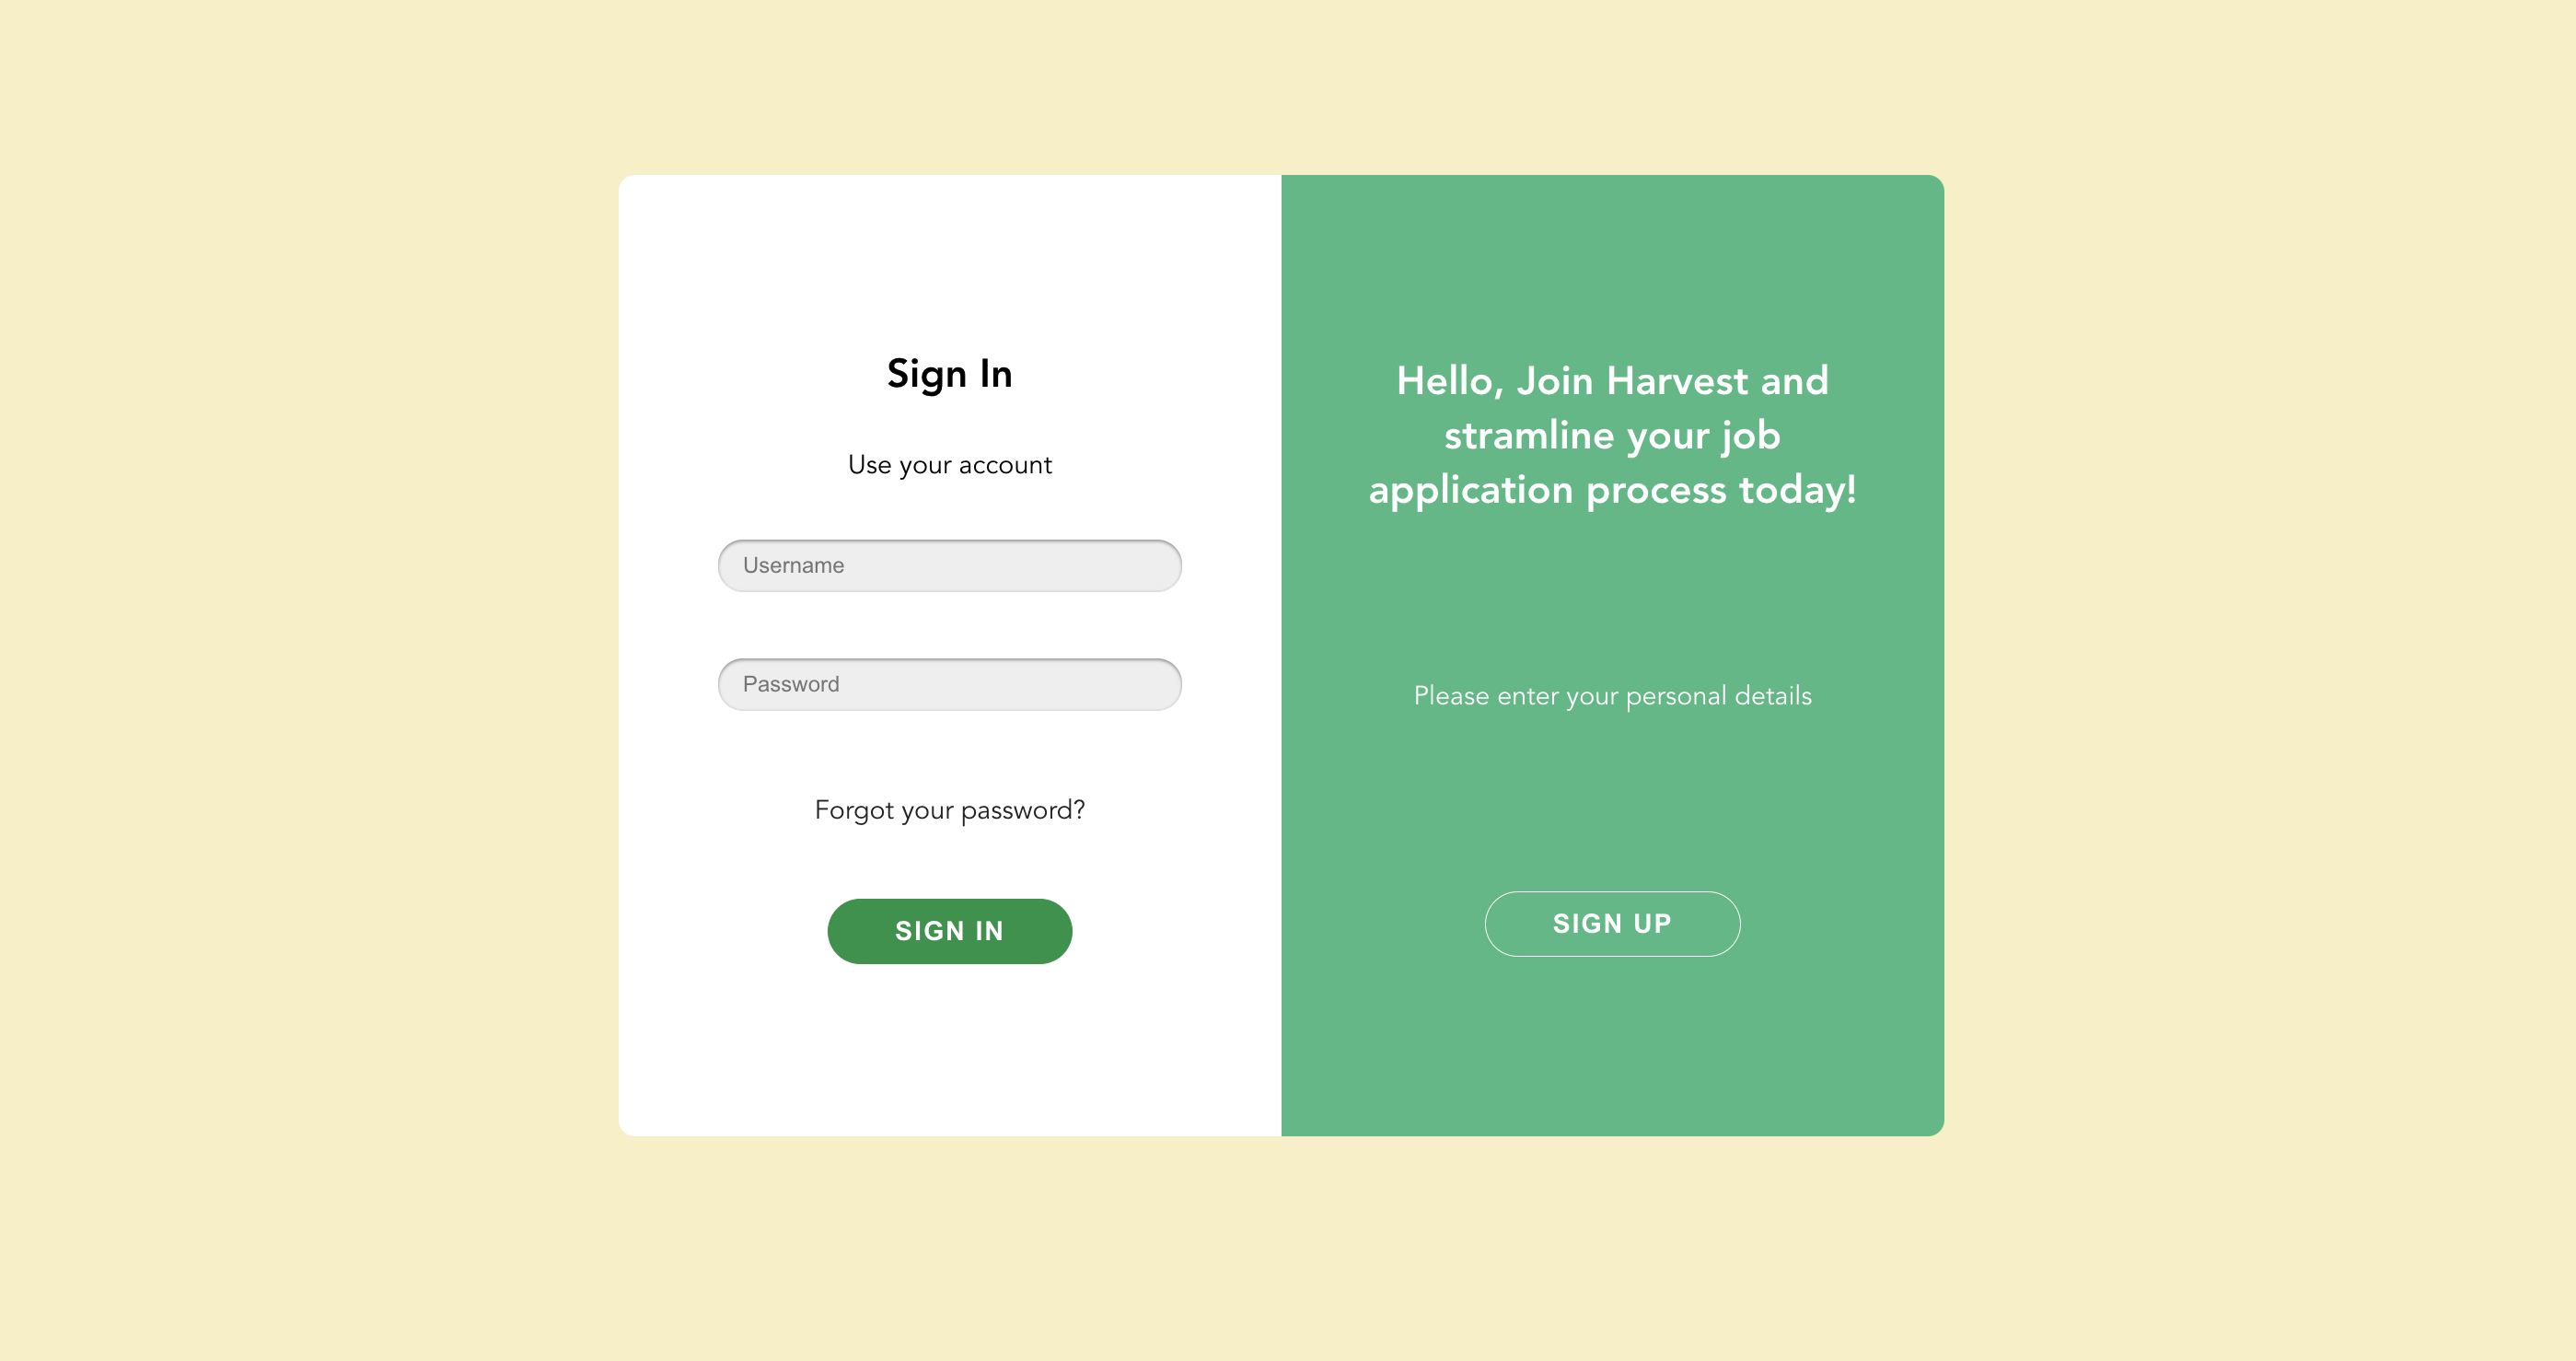 Sign In
Use your account
Username
Password
Forgot your password?
SIGN IN
Hello, Join Harvest and
stramline your job
application process today!
Please enter your personal details
SIGN UP